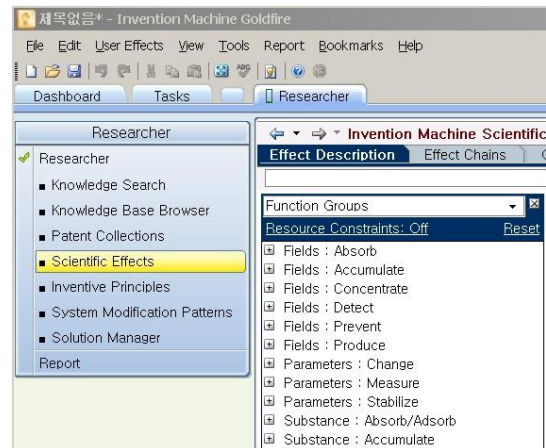 제목없음* - Invention Machine Goldfire
File Edit User Effects View Tools Report Bookmarks Help
Dashboard Tasks Researcher
Researcher
Researcher
Knowledge Search
Knowledge Base Browser
Patent Collections
Scientific Effects
Inventive Principles
System Modification Patterns
Solution Manager
Report
Invention Machine Scientific
Effect Description Effect Chains
Function Groups
Resource Constraints: Off Reset
Fields : Absorb
Fields : Accumulate
Fields : Concentrate
Fields : Detect
Fields : Prevent
Fields : Produce
Parameters : Change
Parameters : Measure
Parameters : Stabilize
Substance : Absorb/Adsorb
Substance : Accumulate